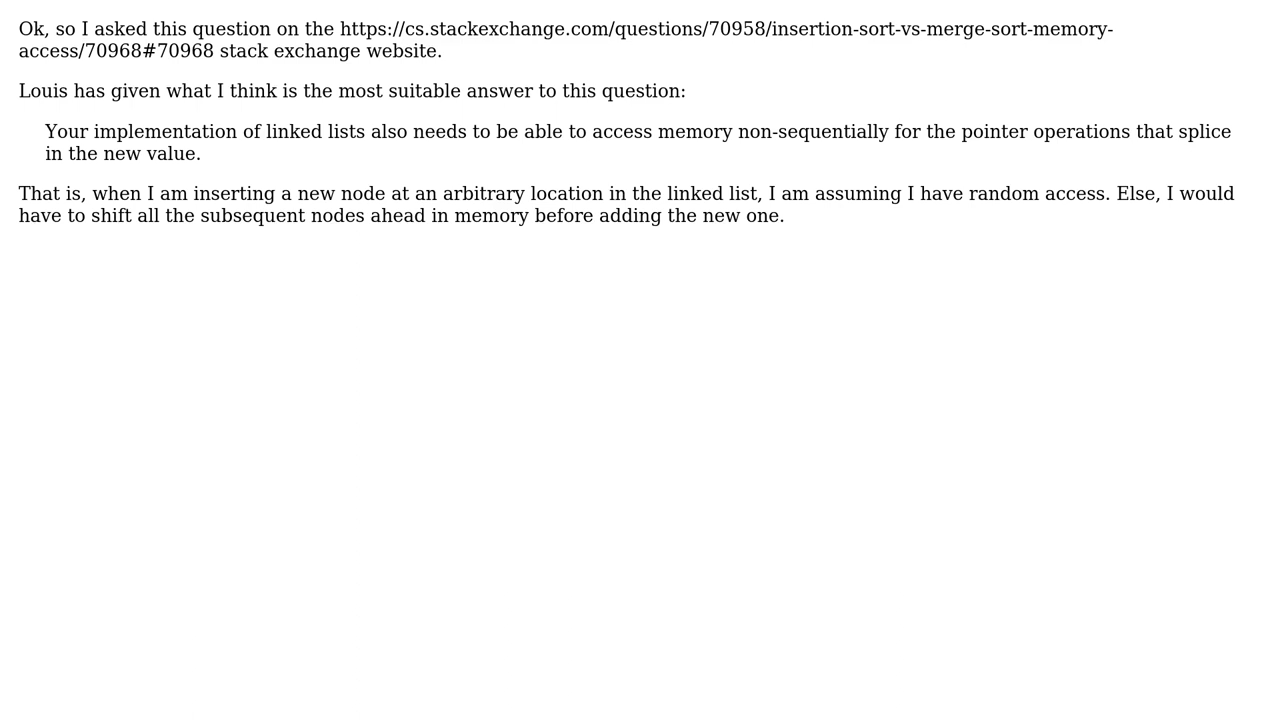 Ok, so I asked this question on the https://cs.stackexchange.com/questions/70958/insertion-sort-vs-merge-sort-memory-
access/70968#70968 stack exchange website.
Louis has given what I think is the most suitable answer to this question:
Your implementation of linked lists also needs to be able to access memory non-sequentially for the pointer operations that splice
in the new value.
That is, when I am inserting a new node at an arbitrary location in the linked list, I am assuming I have random access. Else, I would
have to shift all the subsequent nodes ahead in memory before adding the new one.